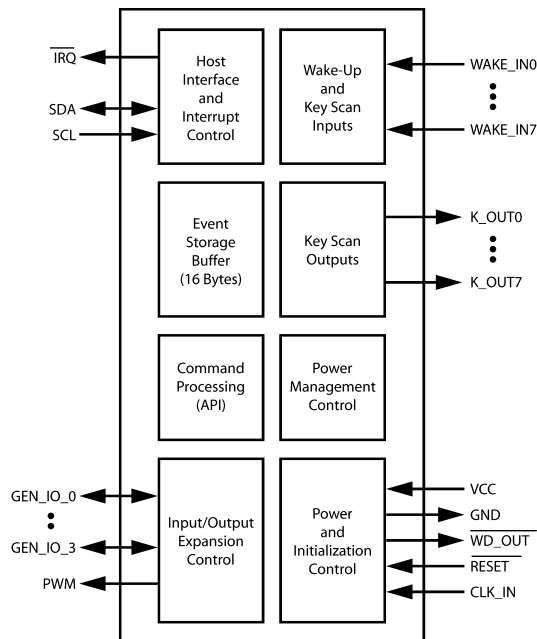 IRQ
SDA
SCL
Host
Interface
and
Interrupt
Control
Wake-Up
and
Key Scan
Inputs
WAKE_IN0
WAKE_IN7
Event
Storage
Buffer
(16 Bytes)
Key Scan
Outputs
K_OUT0
K_OUT7
Command
Processing
(API)
Power
Management
Control
GEN_IO_0
GEN_IO_3
PWM
Input/Output
Expansion
Control
Power
and
Initialization
Control
VCC
GND
WD_OUT
RESET
CLK_IN